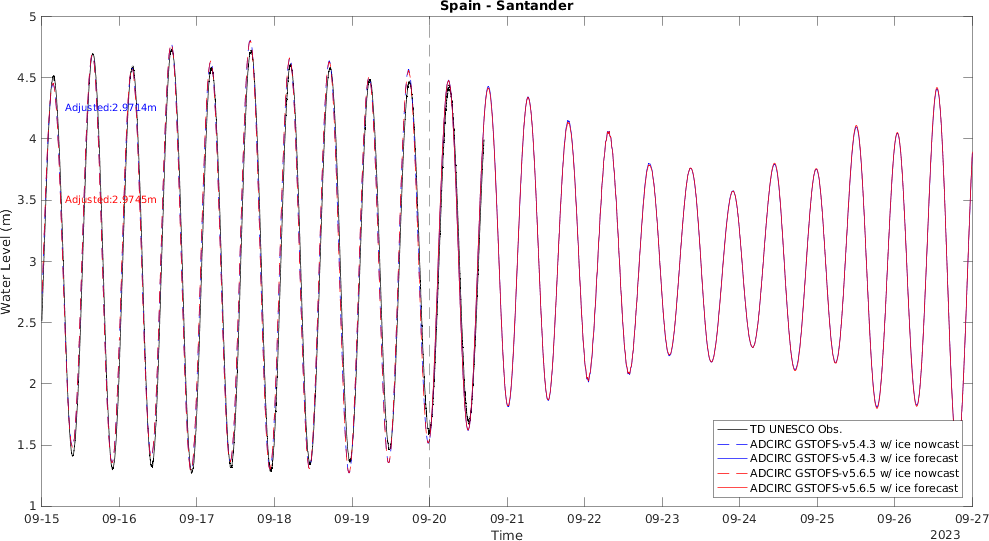 Spain - Santander
5
4.5
4
3.5
3
2.5
2
1.5
1
Water Level (m)
Adjusted:2.9714m
Adjusted:2.9745m
TD UNESCO Obs.
ADCIRC GSTOFS-v5.4.3 w/ ice nowcast
ADCIRC GSTOFS-v5.4.3 w/ ice forecast
ADCIRC GSTOFS-v5.6.5 w/ ice nowcast
ADCIRC GSTOFS-v5.6.5 w/ ice forecast
09-15 09-16 09-17 09-18 09-19 09-20 09-21 09-22 09-23 09-24 09-25 09-26 09-27
Time
2023